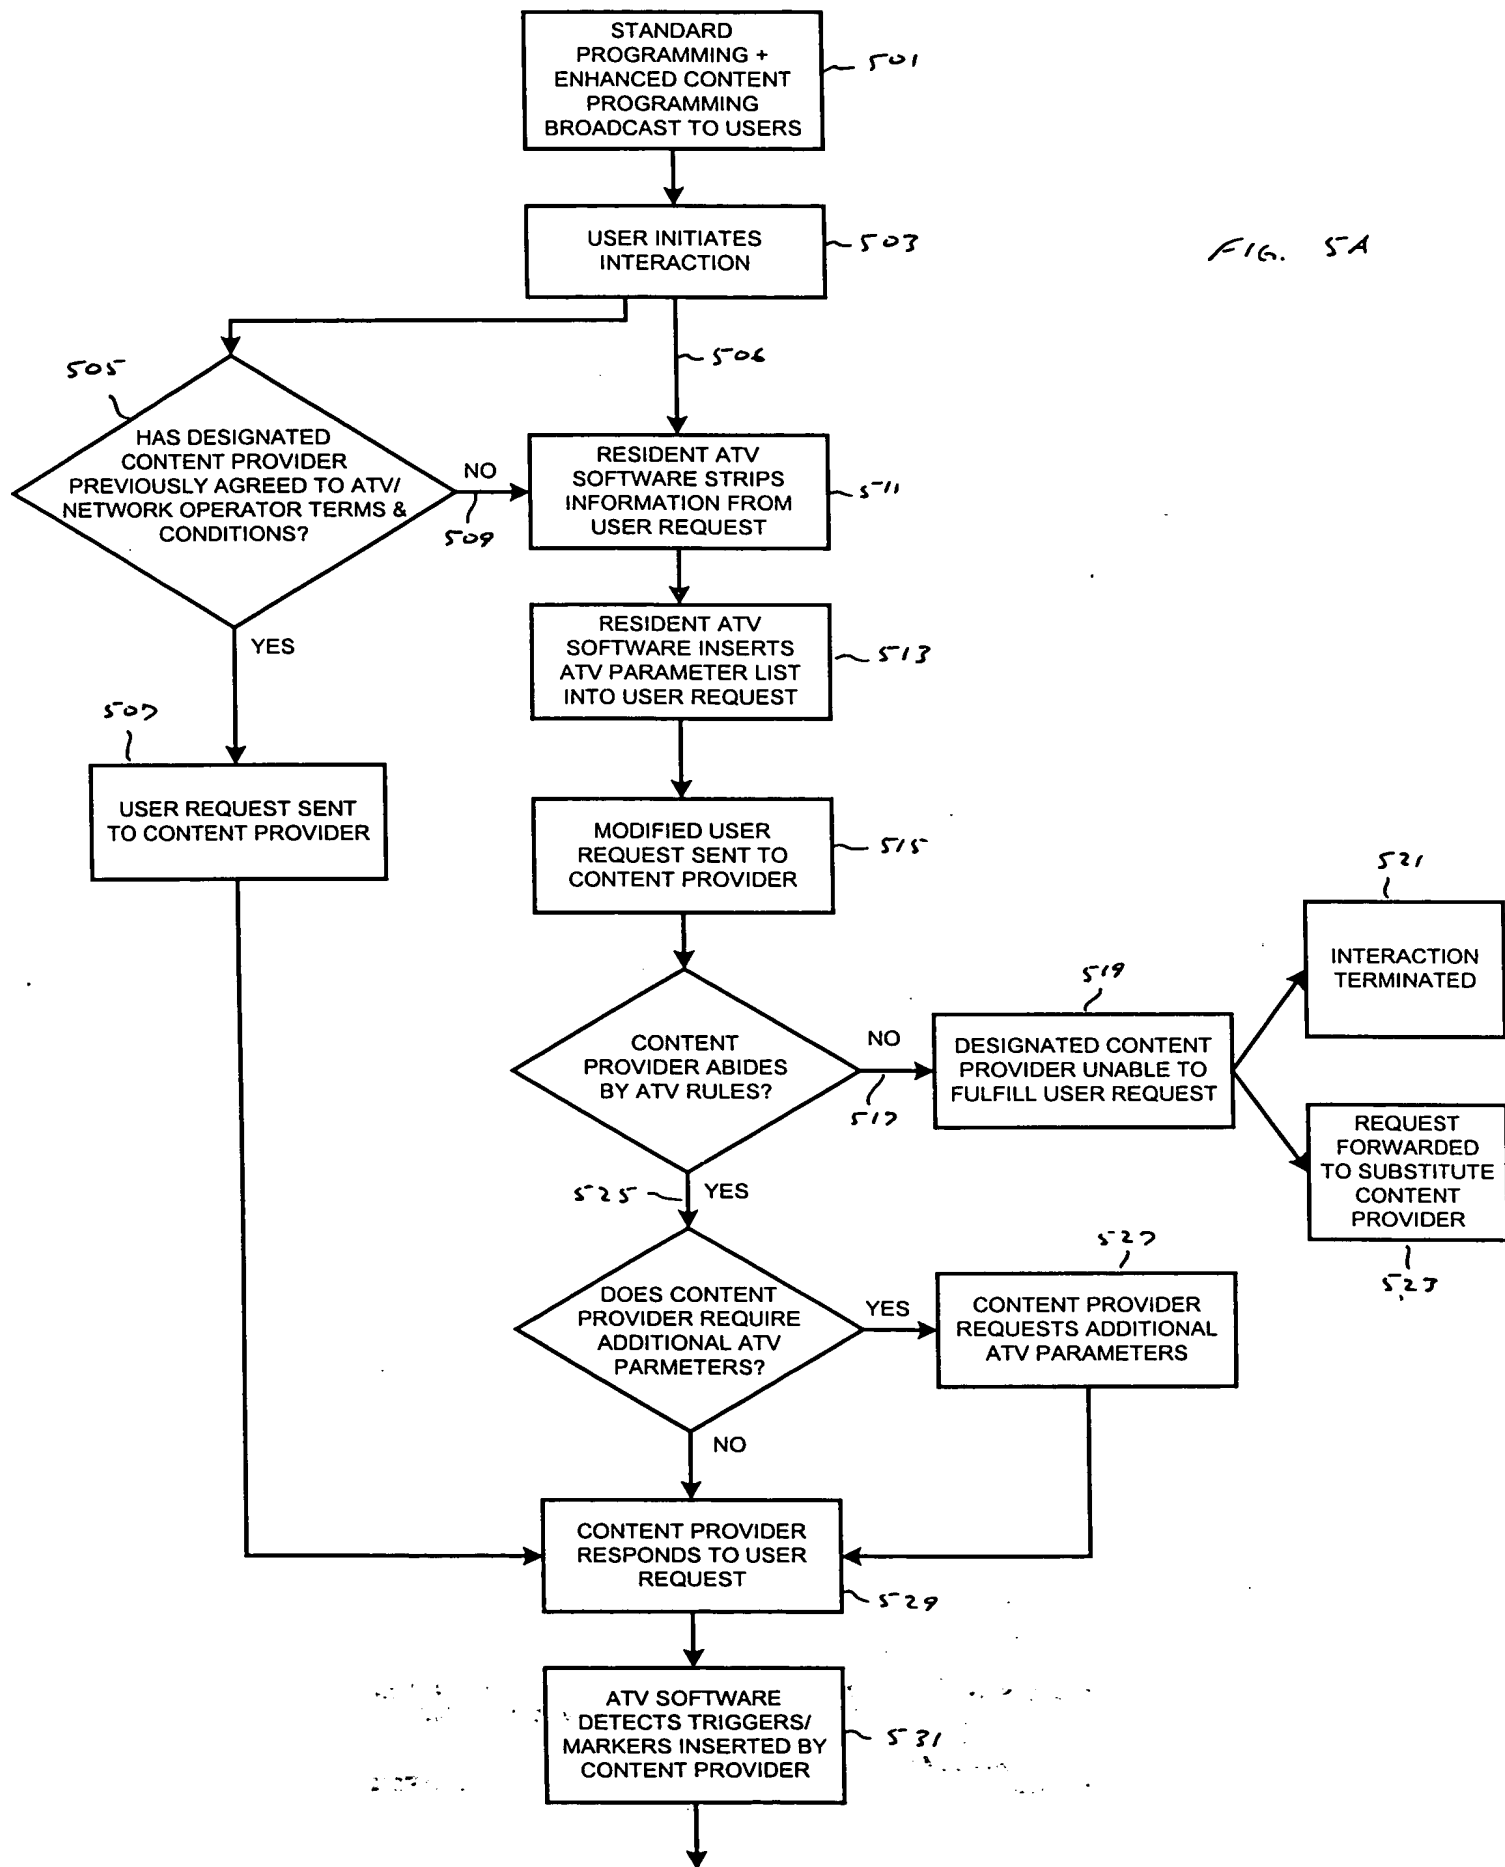 STANDARD
PROGRAMMING +
ENHANCED CONTENT
PROGRAMMING
BROADCAST TO USERS
501
USER INITIATES
INTERACTION
503
FIG. 5A
506
505
HAS DESIGNATED
CONTENT PROVIDER
PREVIOUSLY AGREED TO ATV/
NETWORK OPERATOR TERMS &
CONDITIONS?
NO
509
RESIDENT ATV
SOFTWARE STRIPS
INFORMATION FROM
USER REQUEST
511
YES
RESIDENT ATV
SOFTWARE INSERTS
ATV PARAMETER LIST
INTO USER REQUEST
513
507
USER REQUEST SENT
TO CONTENT PROVIDER
MODIFIED USER
REQUEST SENT TO
CONTENT PROVIDER
515
521
INTERACTION
TERMINATED
CONTENT
PROVIDER ABIDES
BY ATV RULES?
NO
517
519
DESIGNATED CONTENT
PROVIDER UNABLE TO
FULFILL USER REQUEST
REQUEST
FORWARDED
TO SUBSTITUTE
CONTENT
PROVIDER
523
525
YES
DOES CONTENT
PROVIDER REQUIRE
ADDITIONAL ATV
PARMETERS?
YES
527
CONTENT PROVIDER
REQUESTS ADDITIONAL
ATV PARAMETERS
NO
CONTENT PROVIDER
RESPONDS TO USER
REQUEST
529
ATV SOFTWARE
DETECTS TRIGGERS/
MARKERS INSERTED BY
CONTENT PROVIDER
531